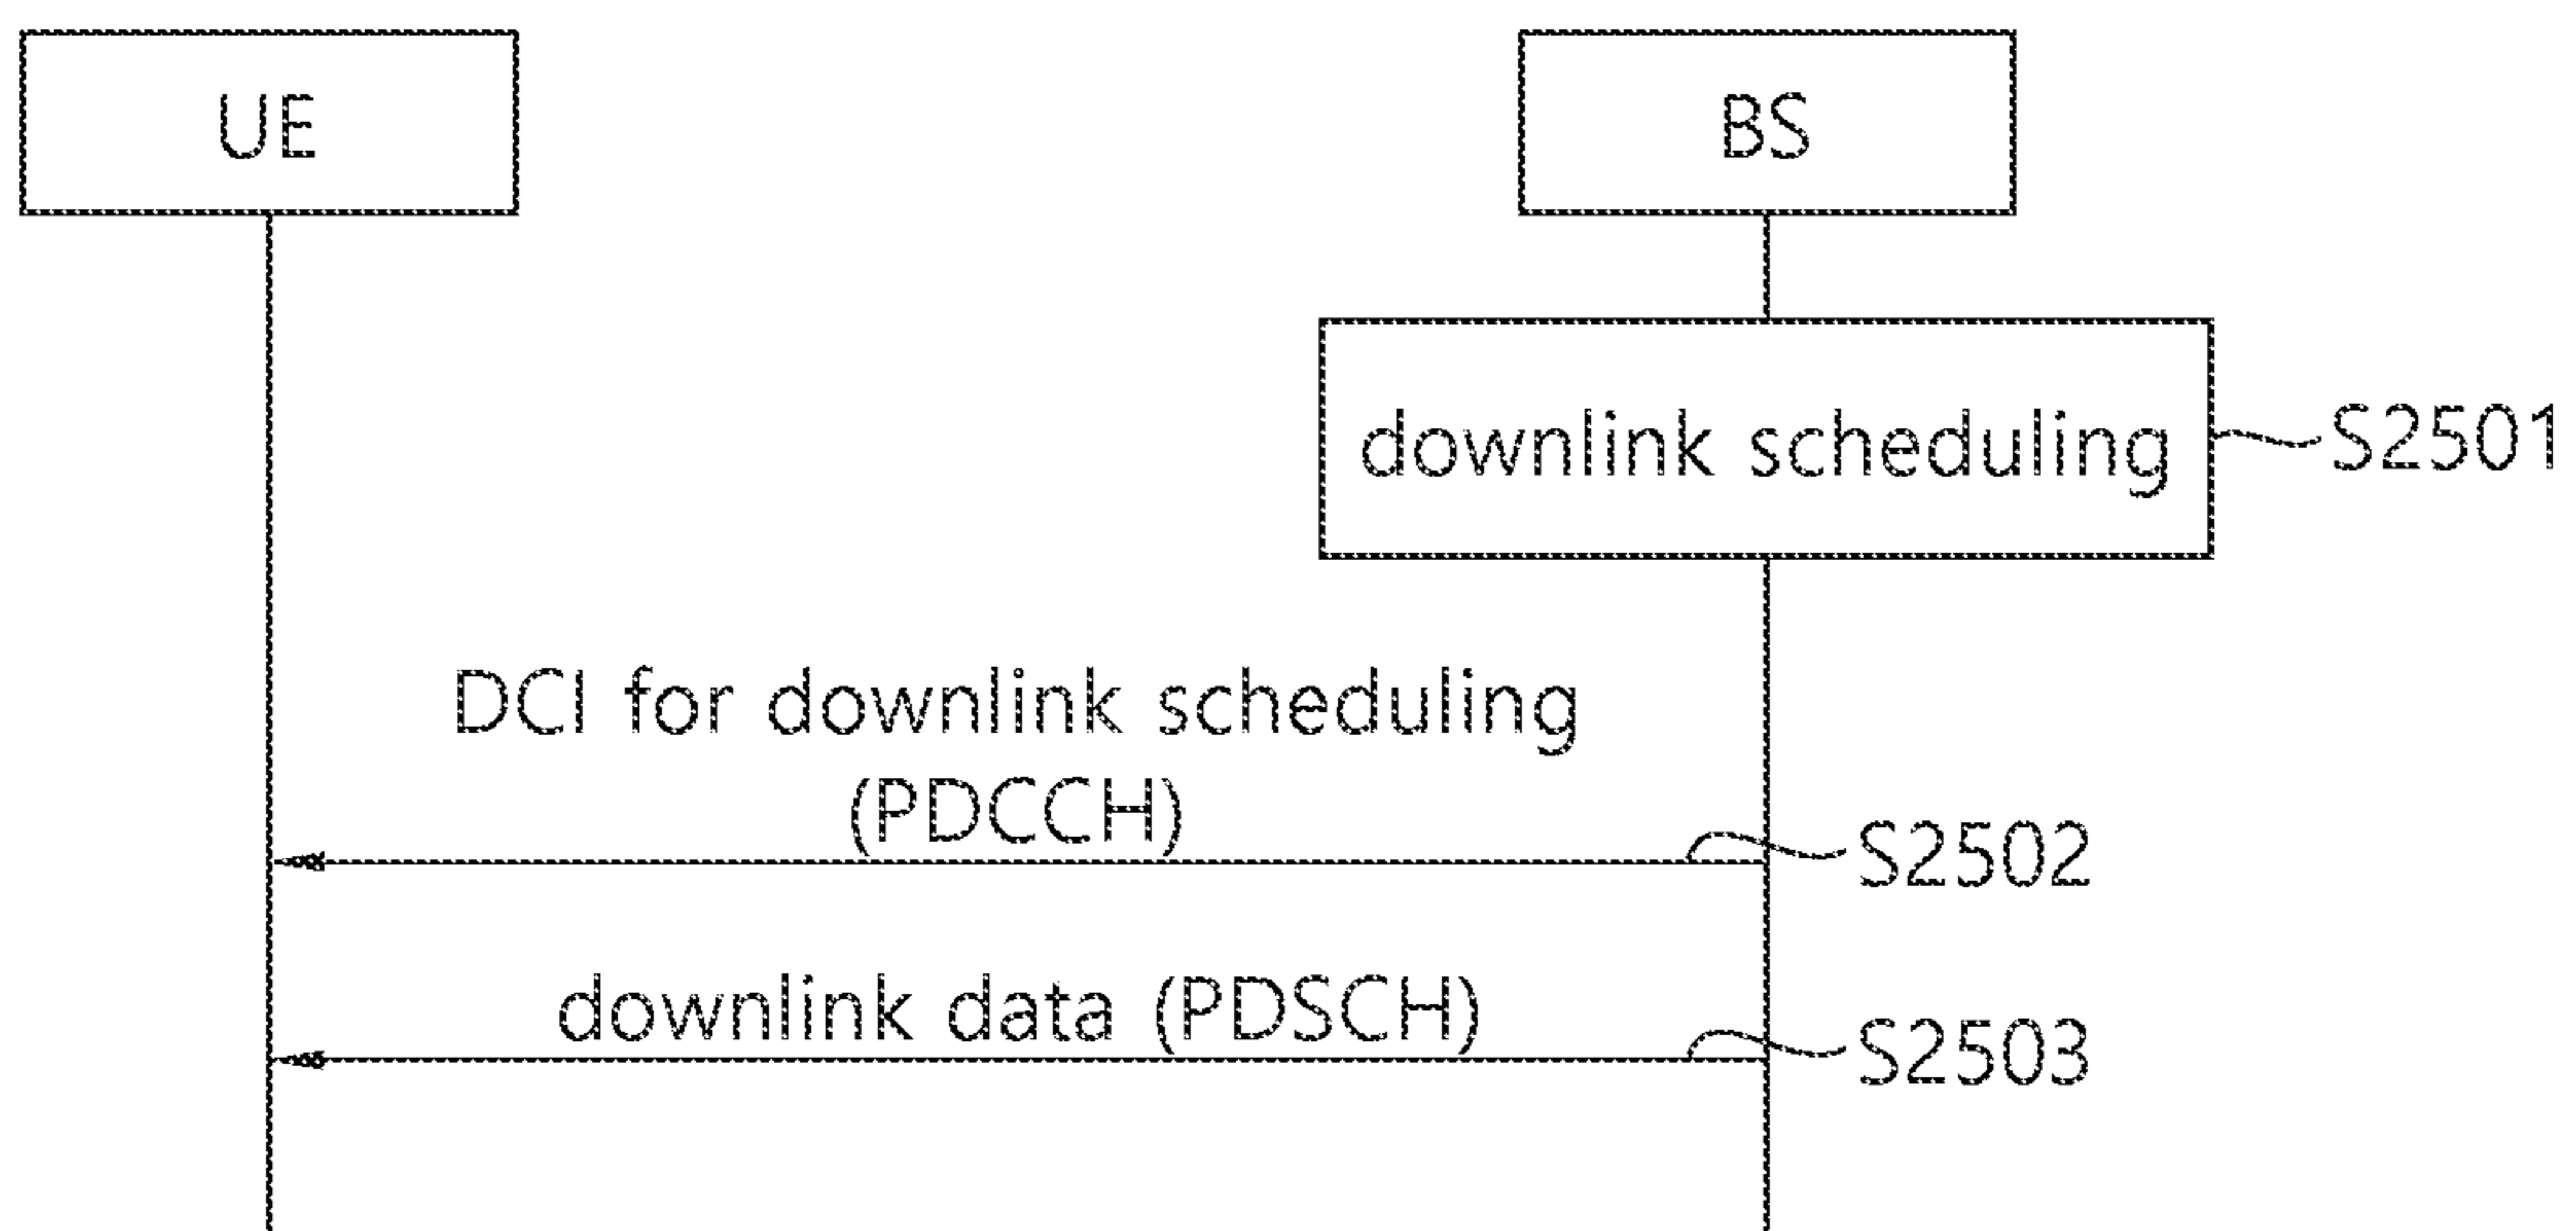 UE
BS
downlink scheduling
S2501
DCI for downlink scheduling
(PDCCH)
S2502
downlink data (PDSCH)
S2503